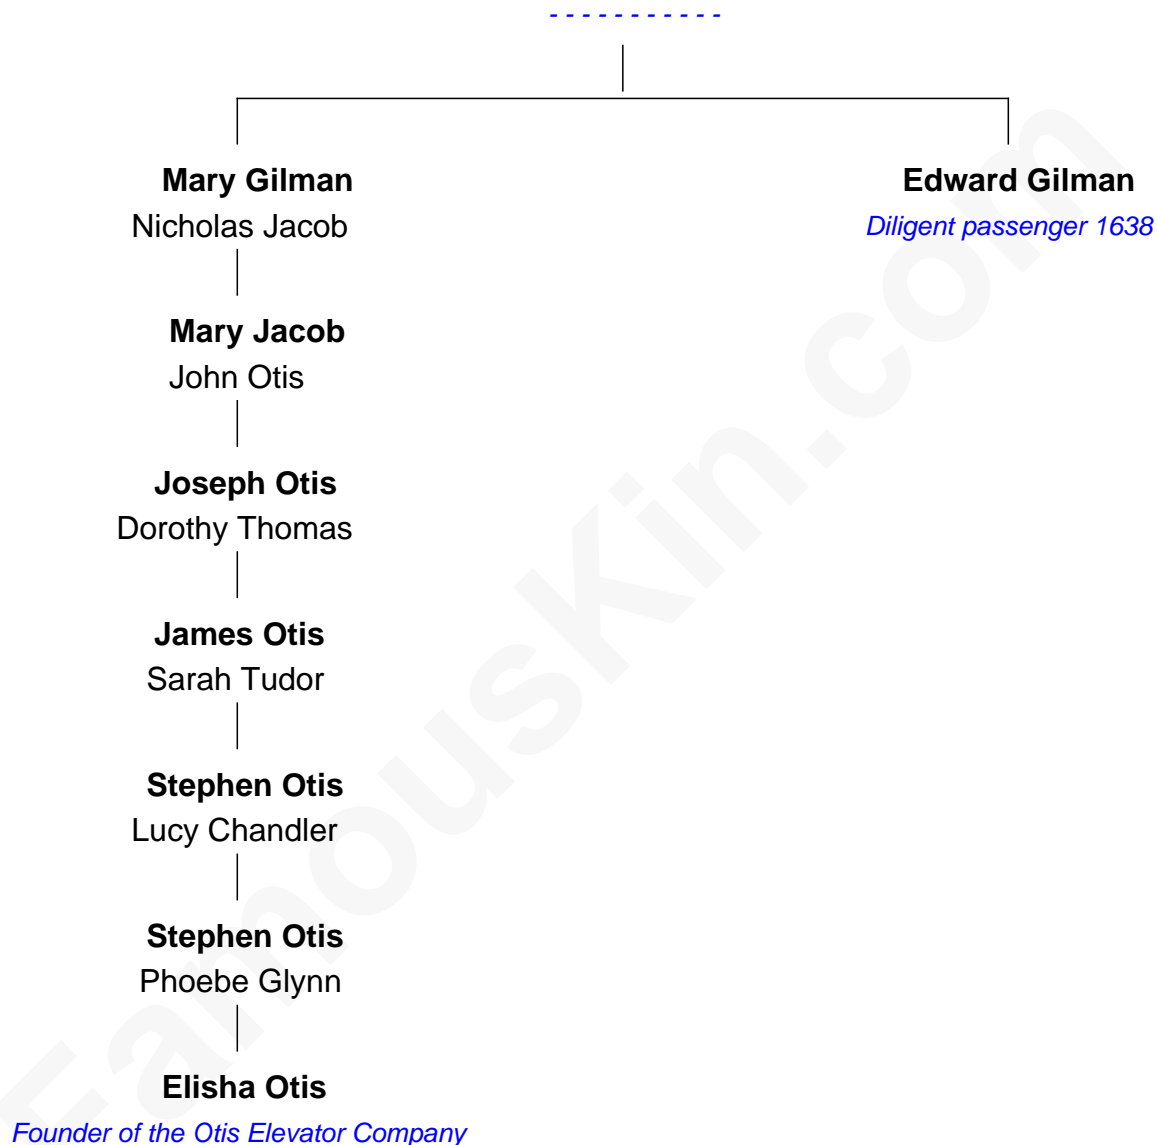 - - - - - - - - - - -
Mary Gilman
Edward Gilman
Nicholas Jacob
Diligent passenger 1638
Mary Jacob
John Otis
Joseph Otis
Dorothy Thomas
James Otis
Sarah Tudor
Stephen Otis
Lucy Chandler
Stephen Otis
Phoebe Glynn
Elisha Otis
Founder of the Otis Elevator Company
FamousKin.com